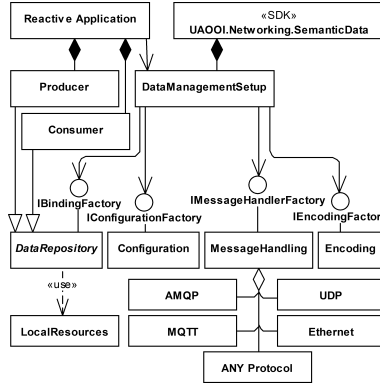 Reactive Application
«SDK»
UAOOI.Networking.SemanticData
Producer
DataManagementSetup
Consumer
IBindingFactory
IMessageHandlerFactory
IConfigurationFactory
IEncodingFactory
DataRepository
Configuration
MessageHandling
Encoding
«use»
AMQP
UDP
LocalResources
MQTT
Ethernet
ANY Protocol